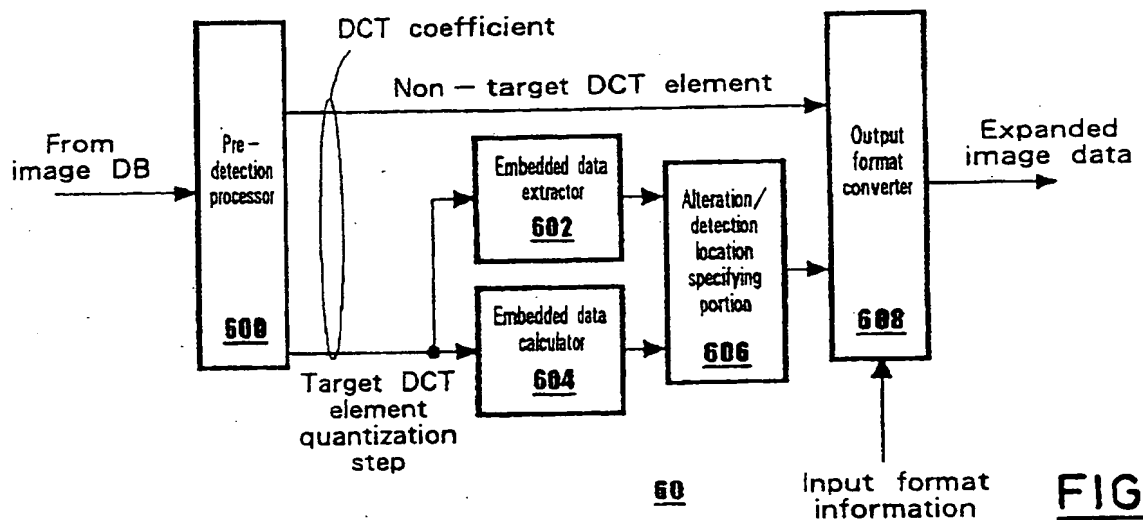 DCT coefficient
Non — target DCT element
From
image DB
Pre –
detection
processor
600
Embedded data
extractor
602
Embedded data
calculator
604
Alteration/
detection
location
specifying
portion
606
Output
format
converter
608
Expanded
image data
Target DCT
element
quantization
step
60
Input format
information
FIG